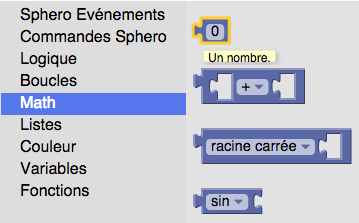 Sphero Evénements
Commandes Sphero
Logique
Boucles
Math
Listes
Couleur
Variables
Fonctions
0
Un nombre.
+
racine carrée
sin